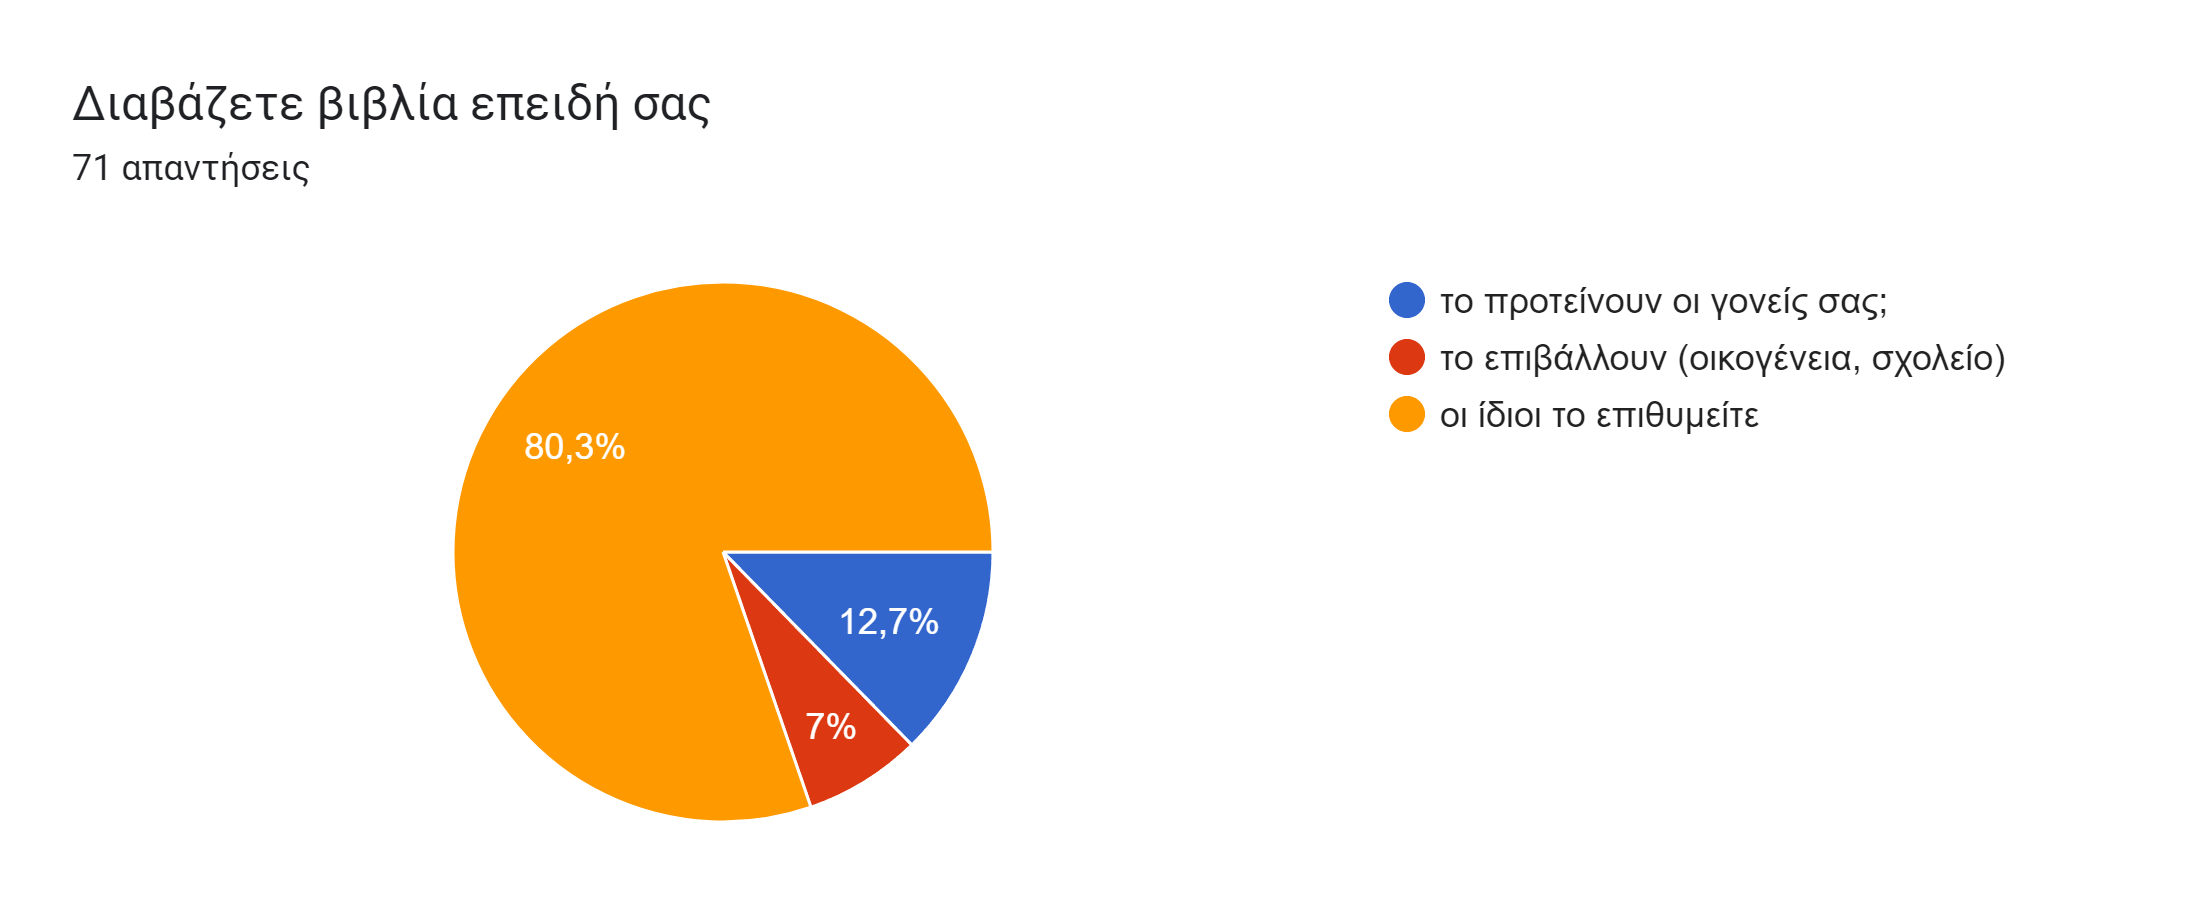 Διαβάζετε βιβλία επειδή σας
71 απαντήσεις
το προτείνουν οι γονείς σας;
το επιβάλλουν (οικογένεια, σχολείο)
οι ίδιοι το επιθυμείτε
80,3%
12,7%
7%